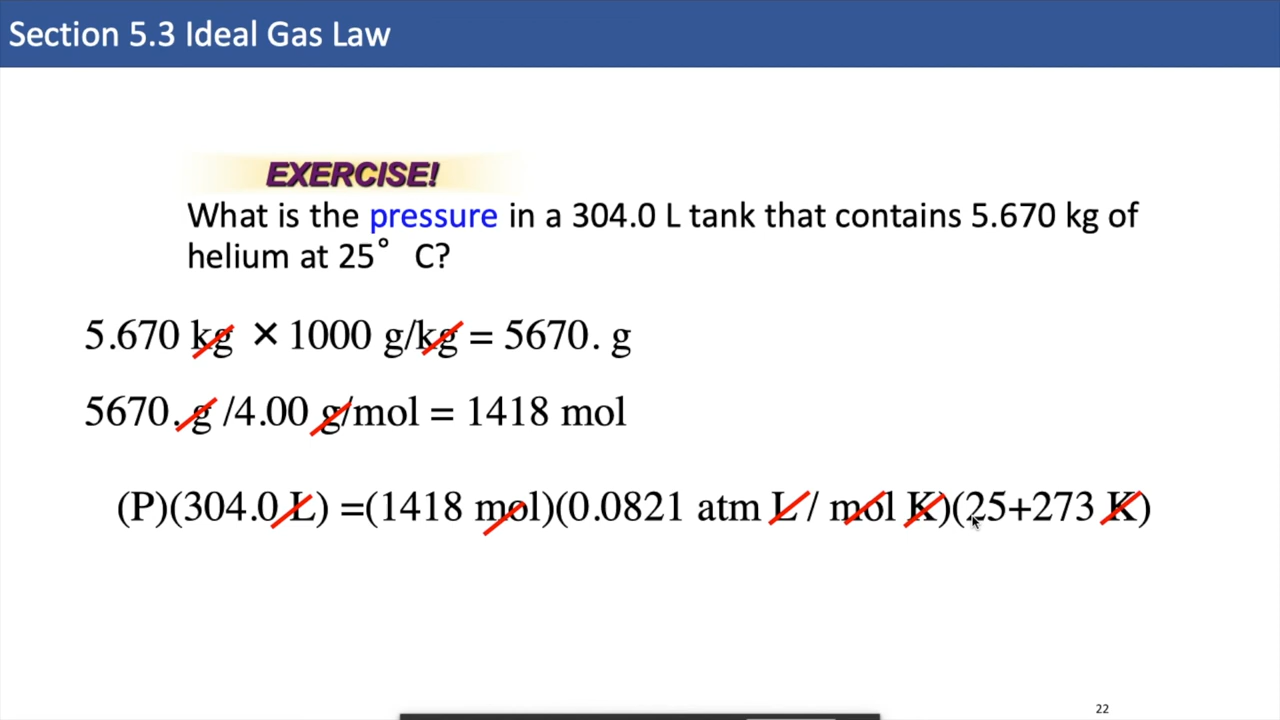 Section 5.3 Ideal Gas Law
EXERCISE!
What is the pressure in a 304.0 L tank that contains 5.670 kg of
helium at 25° C?
5.670 kg × 1000 g/kg = 5670. g
5670. g /4.00 g/mol = 1418 mol
(P)(304.0 L) =(1418 mol)(0.0821 atm L / mol K)(25+273 K)
22